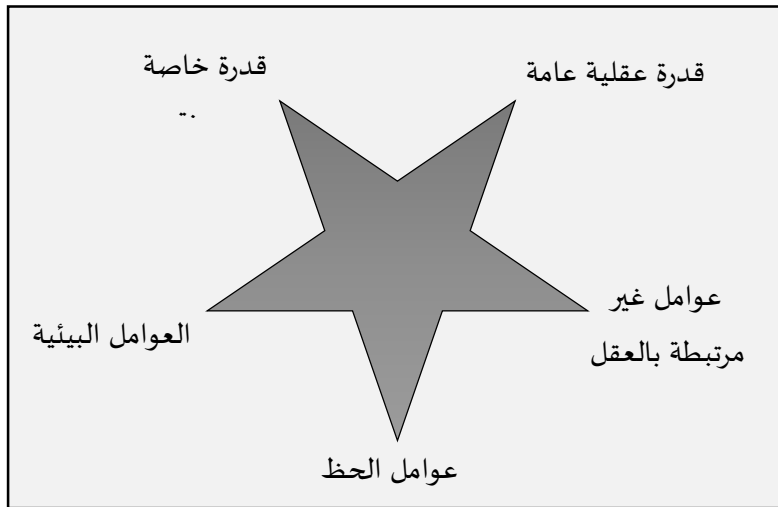 قدرة عقلية عامة
قدرة خاصة
عوامل غير
مرتبطة بالعقل
العوامل البيئية
عوامل الحظ